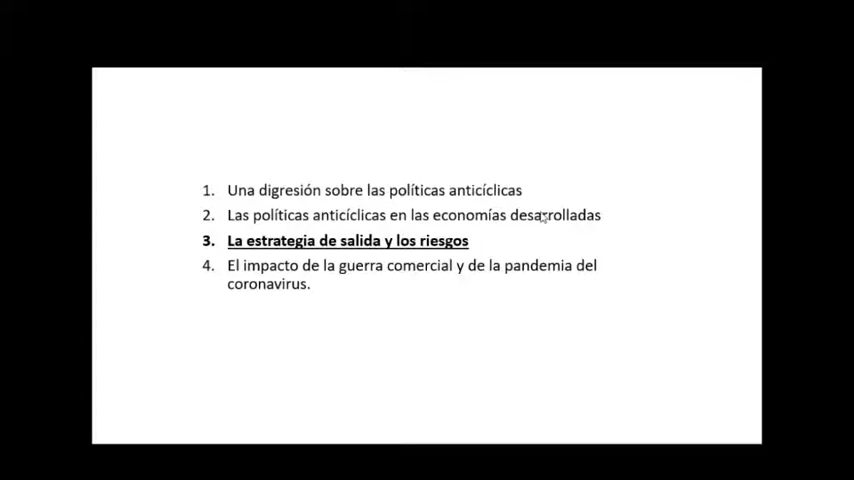 1. Una digresión sobre las políticas anticíclicas
2. Las políticas anticíclicas en las economías desarrolladas
3. La estrategia de salida y los riesgos
4. El impacto de la guerra comercial y de la pandemia del
coronavirus.